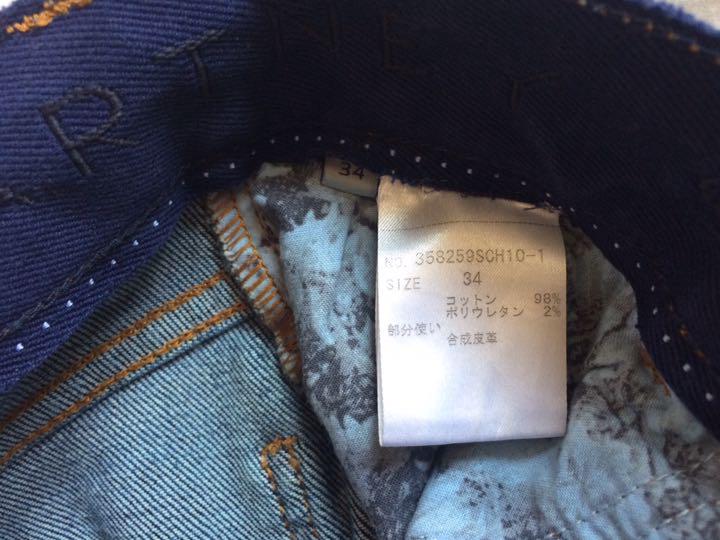 RTNEY
34
NO. 358259SCH10-1
SIZE 34
コットン 98%
ポリウレタン 2%
部分使い
合成皮革